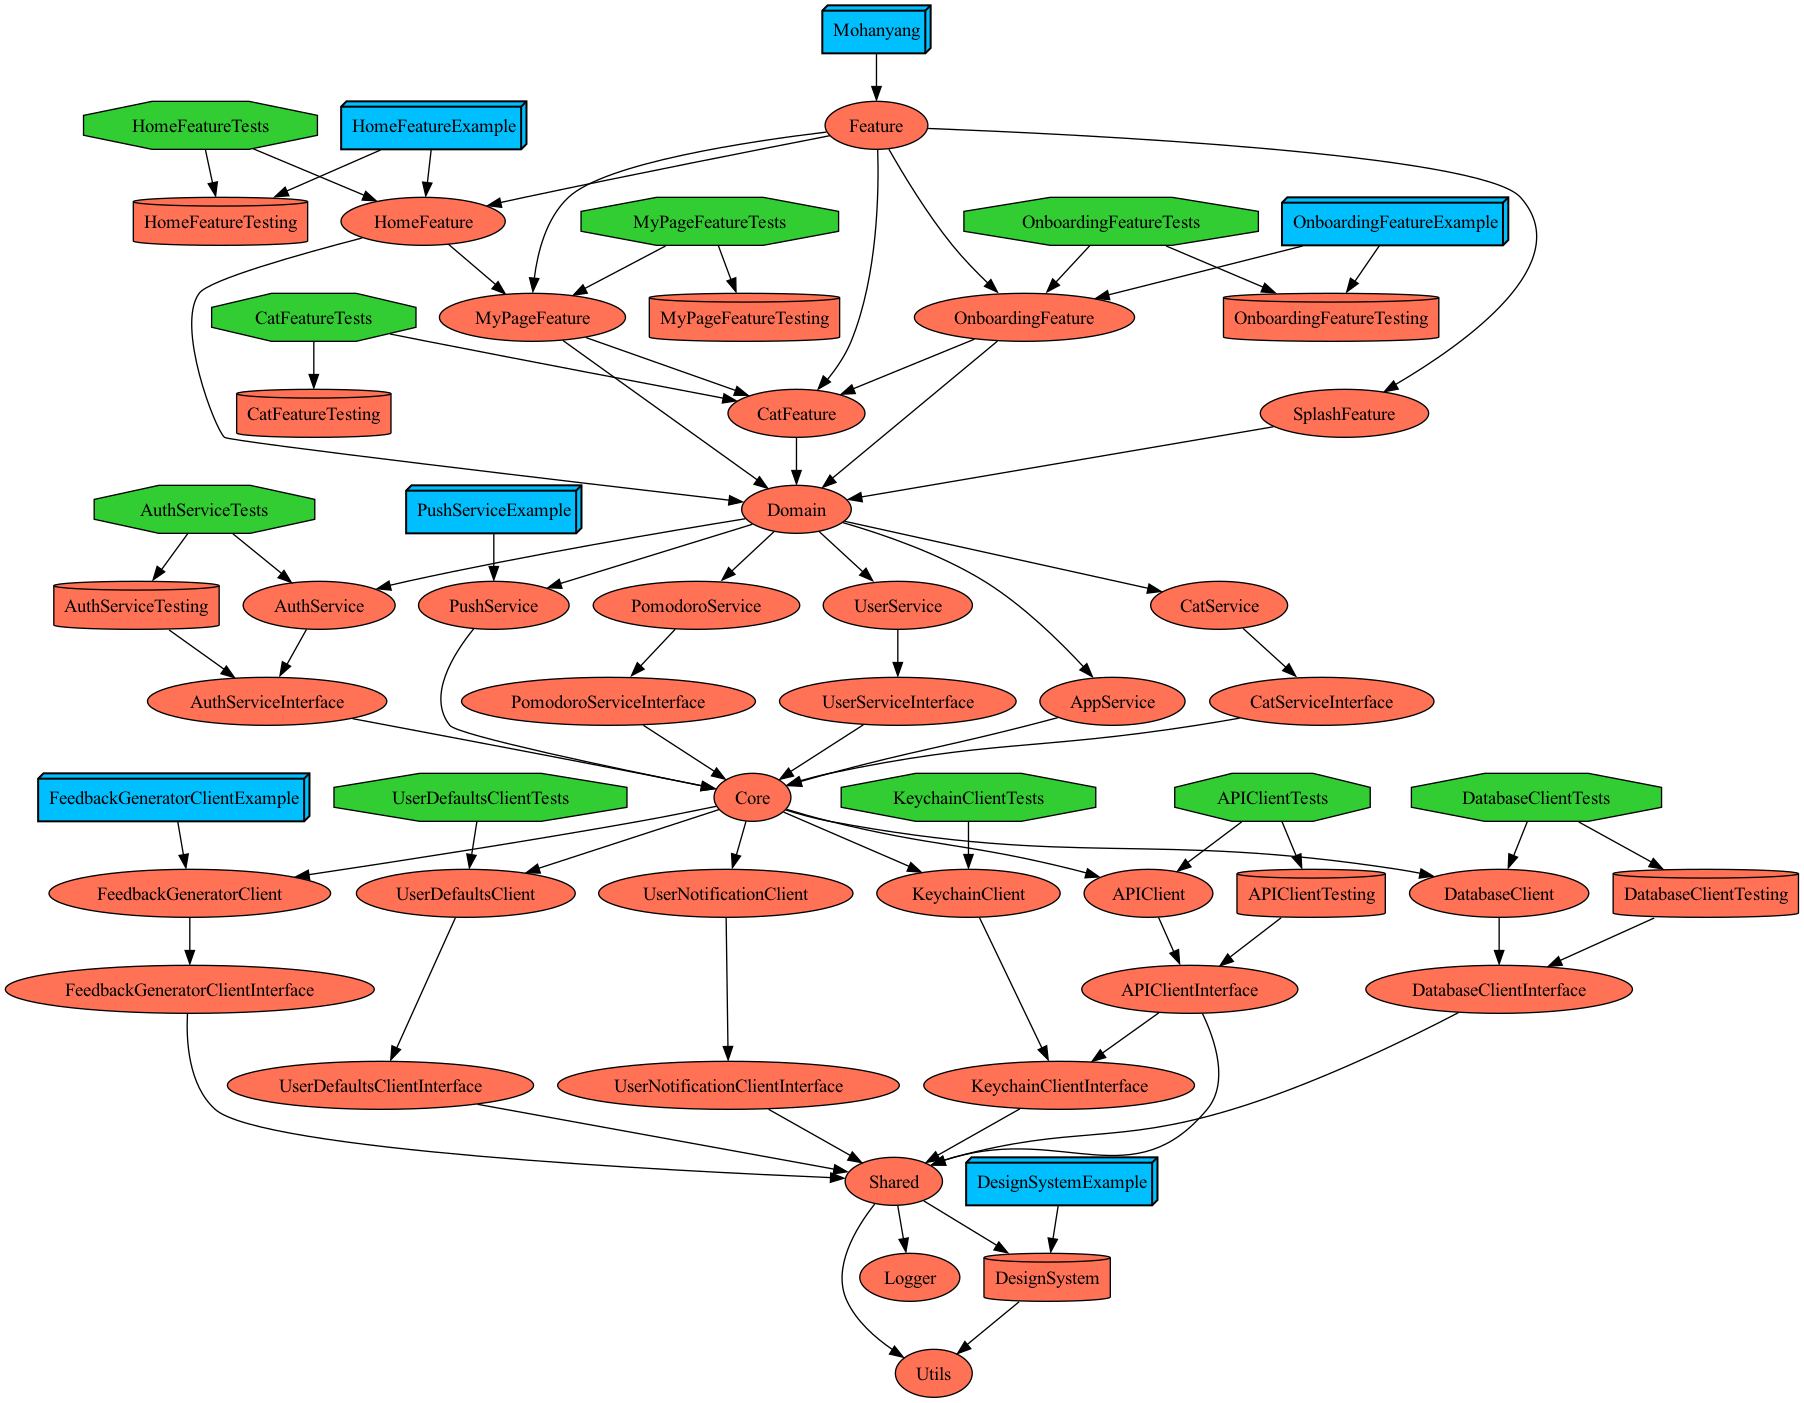 Mohanyang
HomeFeatureTests
HomeFeatureExample
Feature
HomeFeatureTesting
HomeFeature
MyPageFeatureTests
OnboardingFeatureTests
OnboardingFeatureExample
CatFeatureTests
MyPageFeature
MyPageFeatureTesting
OnboardingFeature
OnboardingFeatureTesting
CatFeatureTesting
CatFeature
SplashFeature
AuthServiceTests
PushServiceExample
Domain
AuthServiceTesting
AuthService
PushService
PomodoroService
UserService
CatService
AuthServiceInterface
PomodoroServiceInterface
UserServiceInterface
AppService
CatServiceInterface
FeedbackGeneratorClientExample
UserDefaultsClientTests
Core
KeychainClientTests
APIClientTests
DatabaseClientTests
FeedbackGeneratorClient
UserDefaultsClient
UserNotificationClient
KeychainClient
APIClient
APIClientTesting
DatabaseClient
DatabaseClientTesting
FeedbackGeneratorClientInterface
APIClientInterface
DatabaseClientInterface
UserDefaultsClientInterface
UserNotificationClientInterface
KeychainClientInterface
Shared
DesignSystemExample
Logger
DesignSystem
Utils